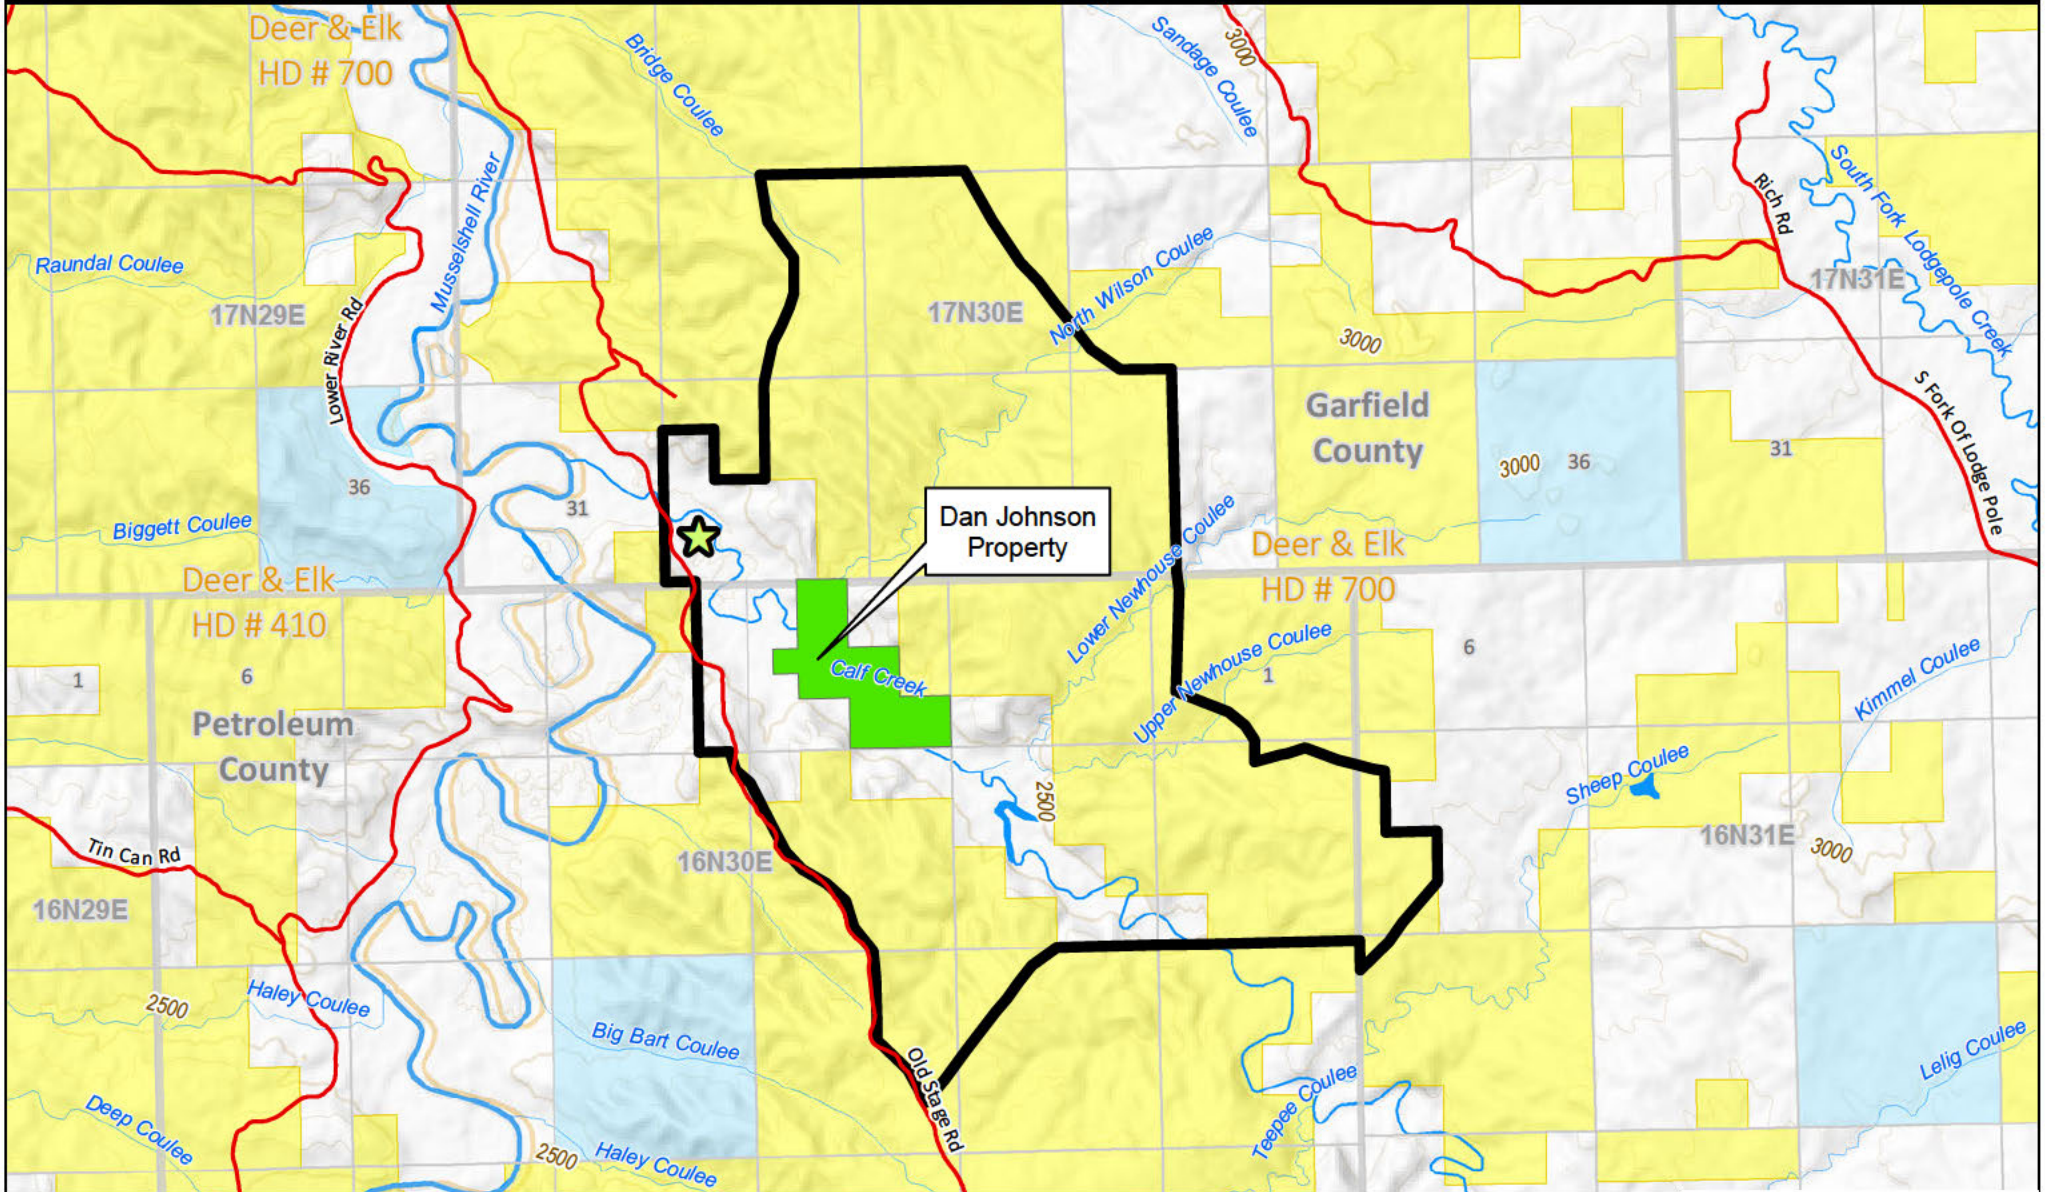 Deer & Elk
HD # 700
Bridge Coulee
Sandage Coulee
3000
Musselshell River
Rich Rd
South Fork Lodgepole Creek
Raundal Coulee
17N29E
Lower River Rd
17N30E
North Wilson Coulee
3000
17N31E
Garfield
County
S Fork Of Lodge Pole
36
31
3000
36
31
Biggett Coulee
Dan Johnson
Property
Lower Newhouse Coulee
Deer & Elk
HD # 700
Deer & Elk
HD # 410
1
6
Calf Creek
Upper Newhouse Coulee
1
6
Kimmel Coulee
Petroleum
County
2500
Sheep Coulee
Tin Can Rd
16N30E
16N31E
3000
16N29E
2500
Haley Coulee
Big Bart Coulee
Old Stage Rd
Teepee Coulee
Lelig Coulee
Deep Coulee
2500
Haley Coulee